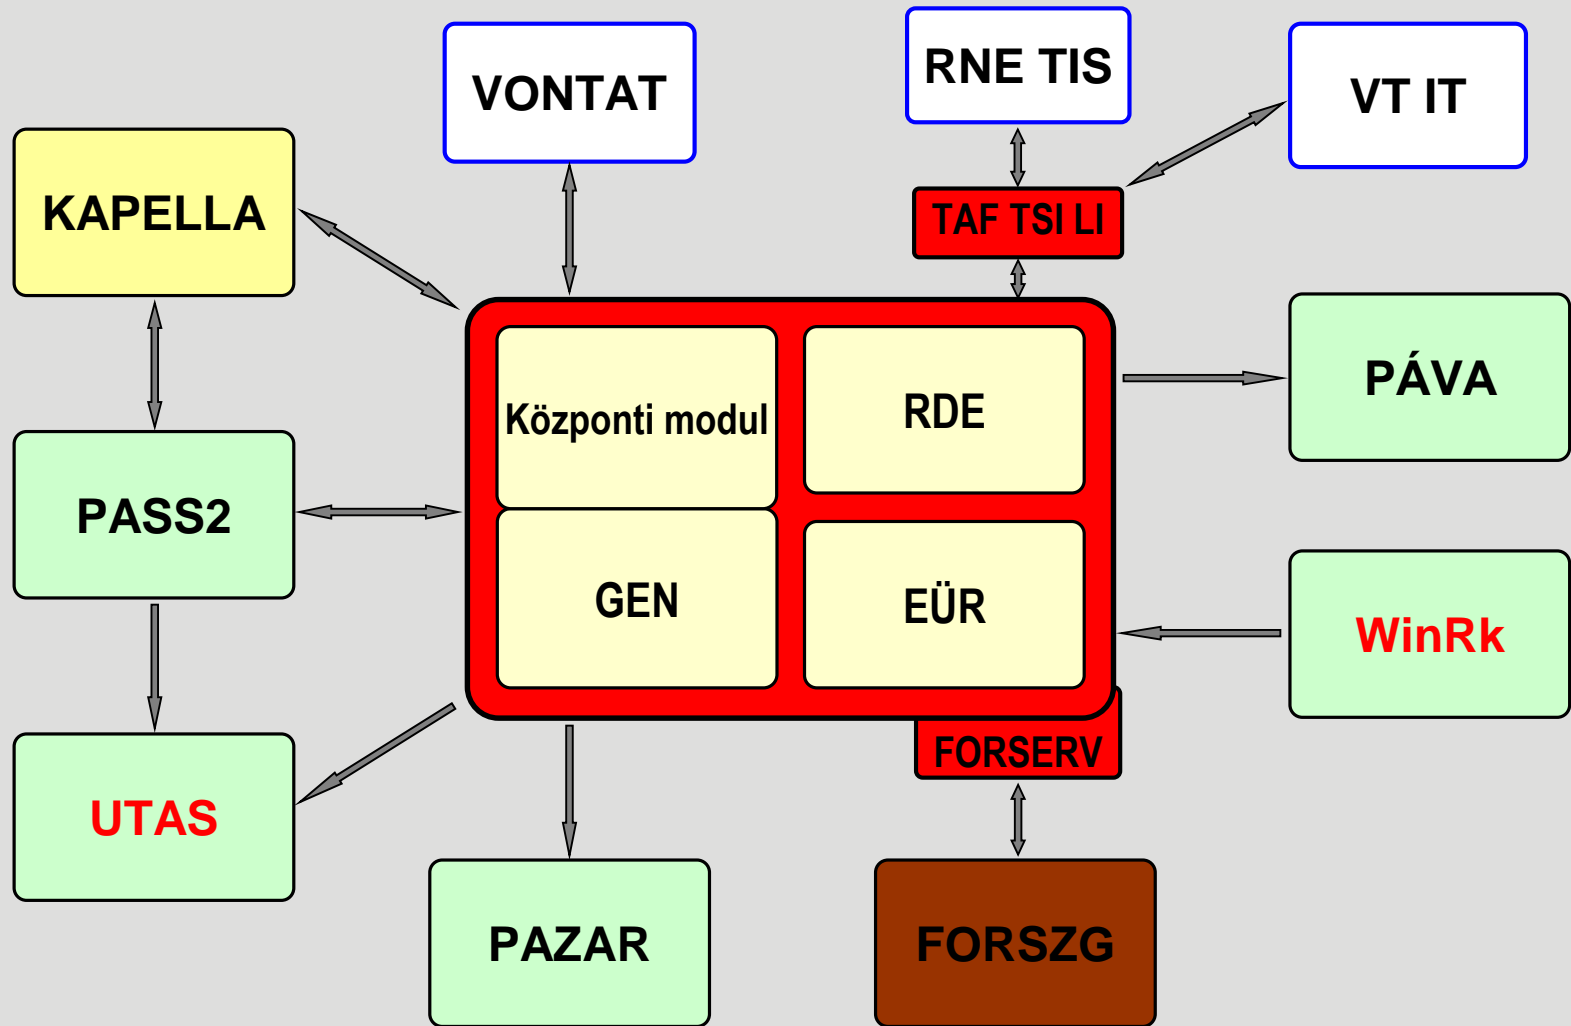 RNE TIS
VONTAT
VT IT
KAPELLA
TAF TSI LI
PÁVA
Központi modul
RDE
PASS2
GEN
EÜR
WinRk
FORSERV
UTAS
PAZAR
FORSZG